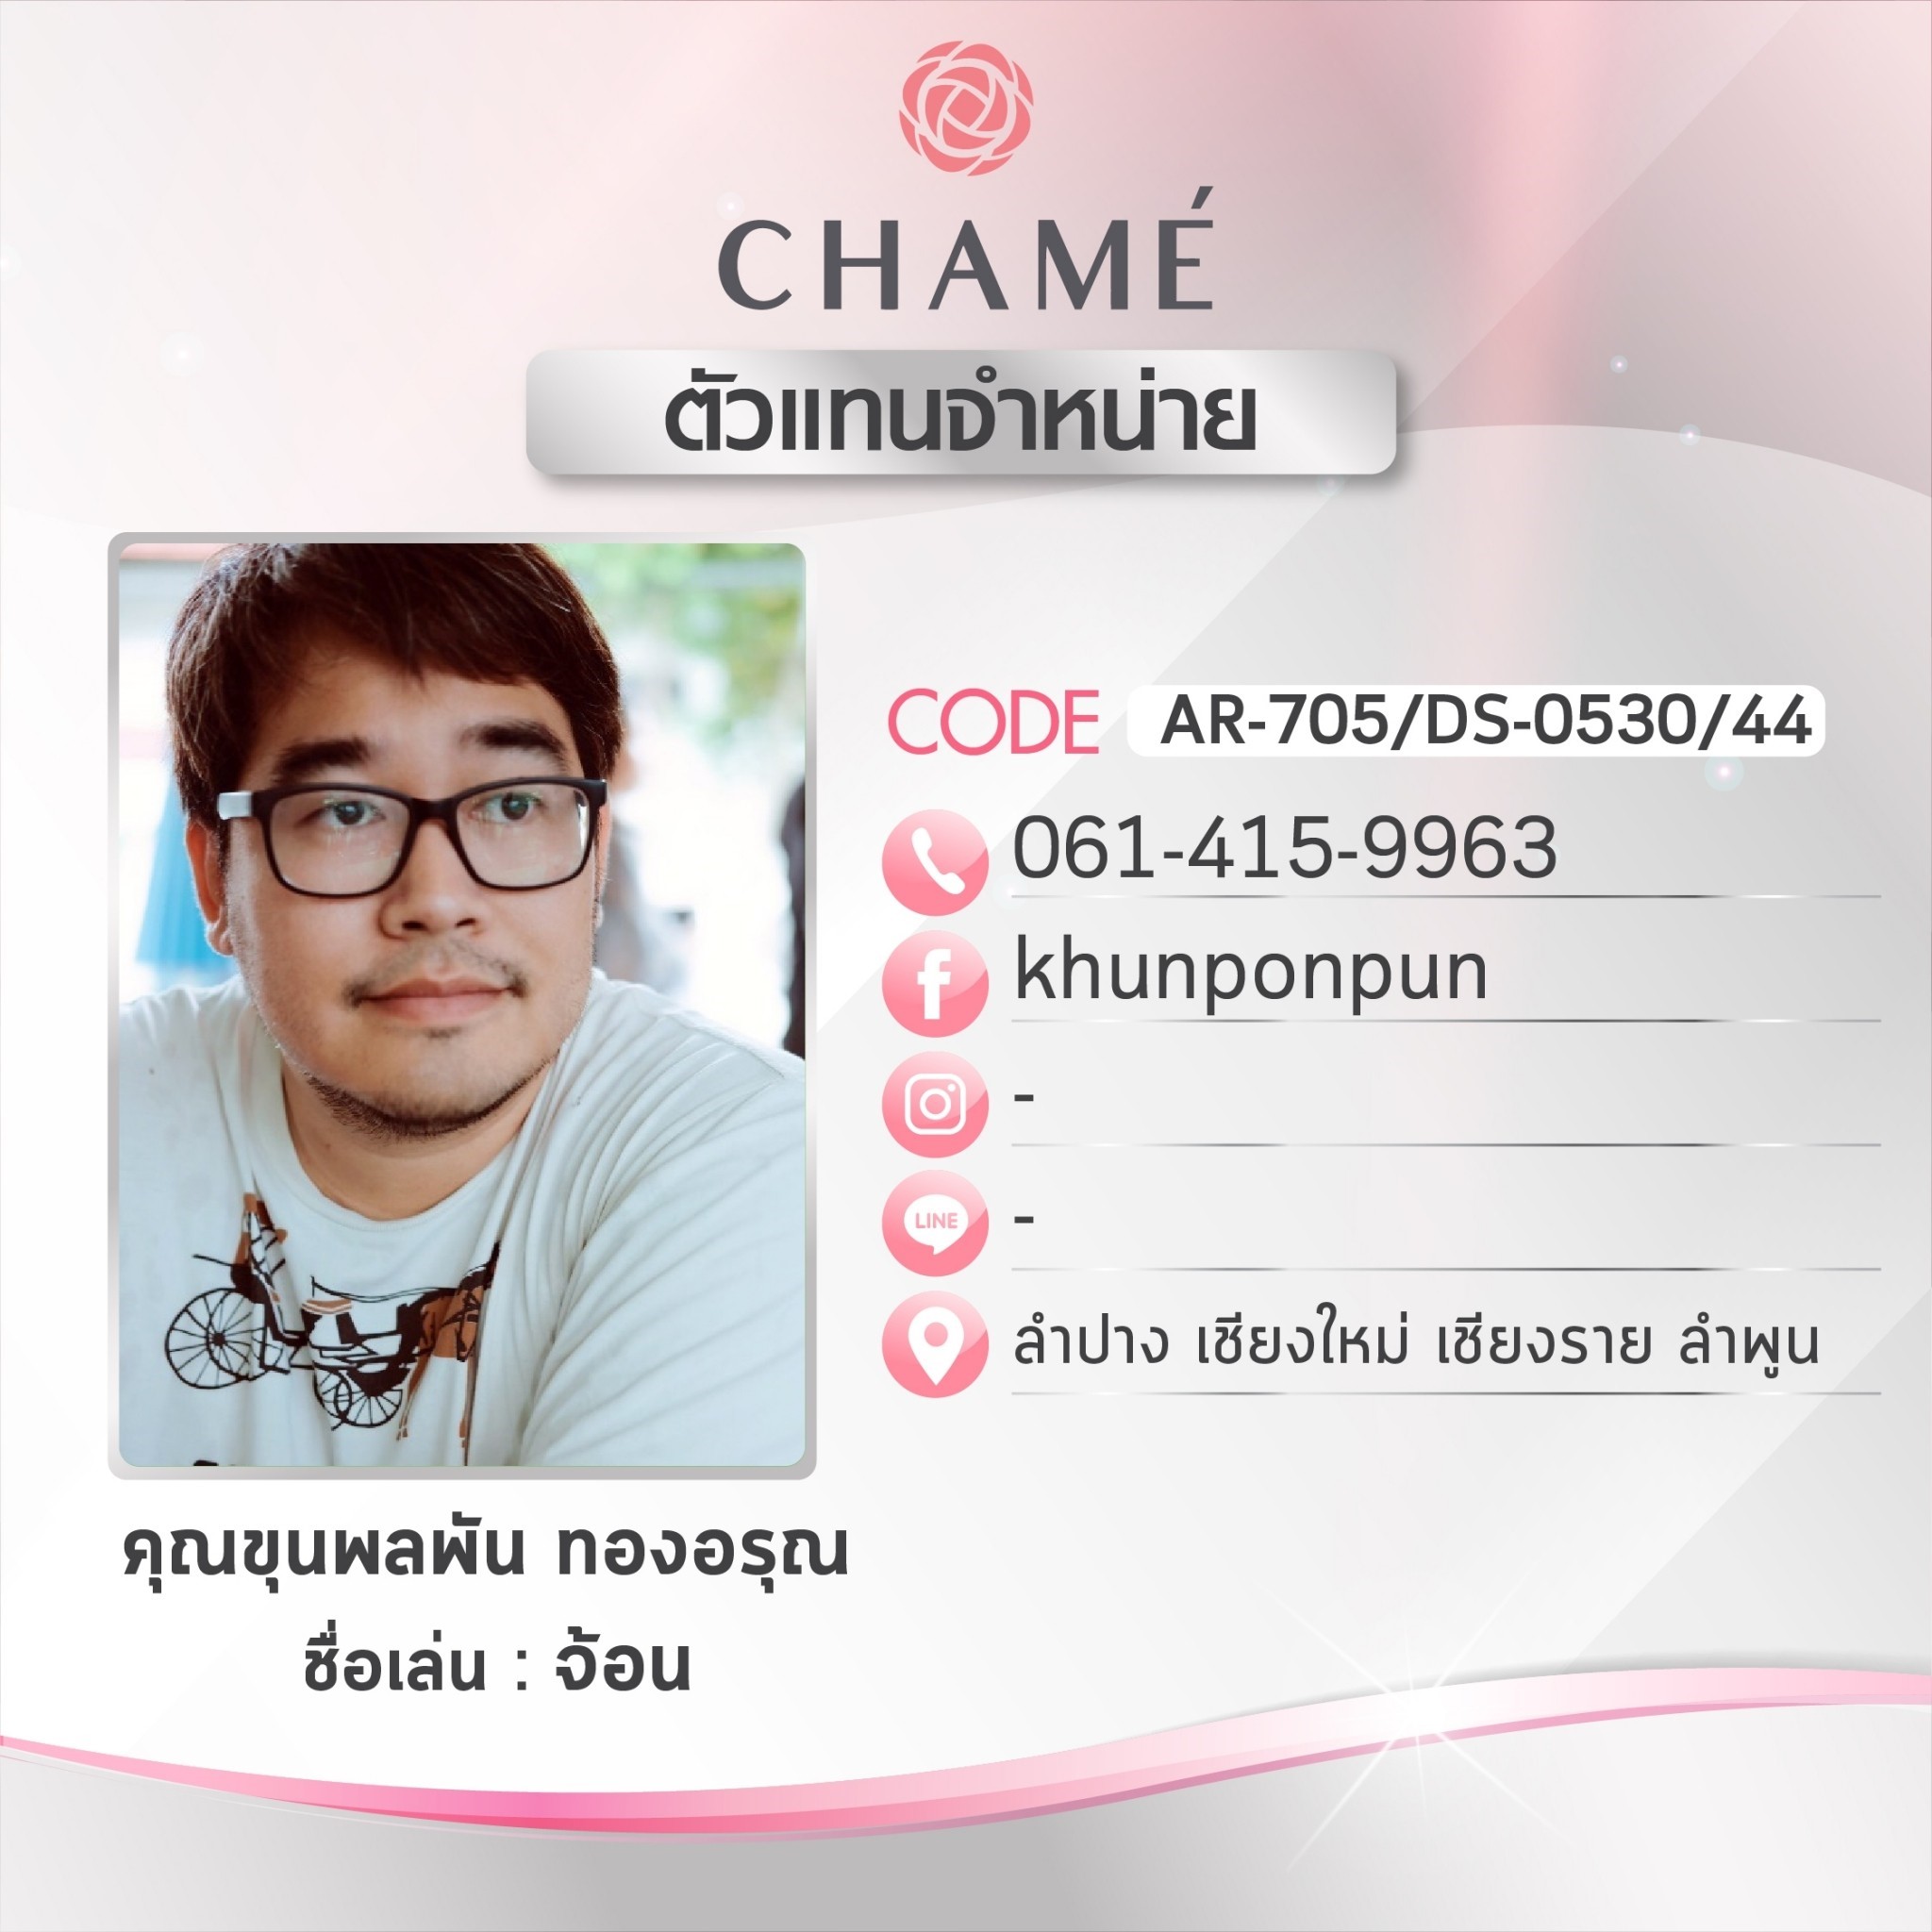 CHAMÉ
ตัวแทนจำหน่าย
CODE AR-705/DS-0530/44
061-415-9963
khunponpun
-
LINE -
ลำปาง เชียงใหม่ เชียงราย ลำพูน
คุณขุนพลพัน ทองอรุณ
ชื่อเล่น : จ้อน